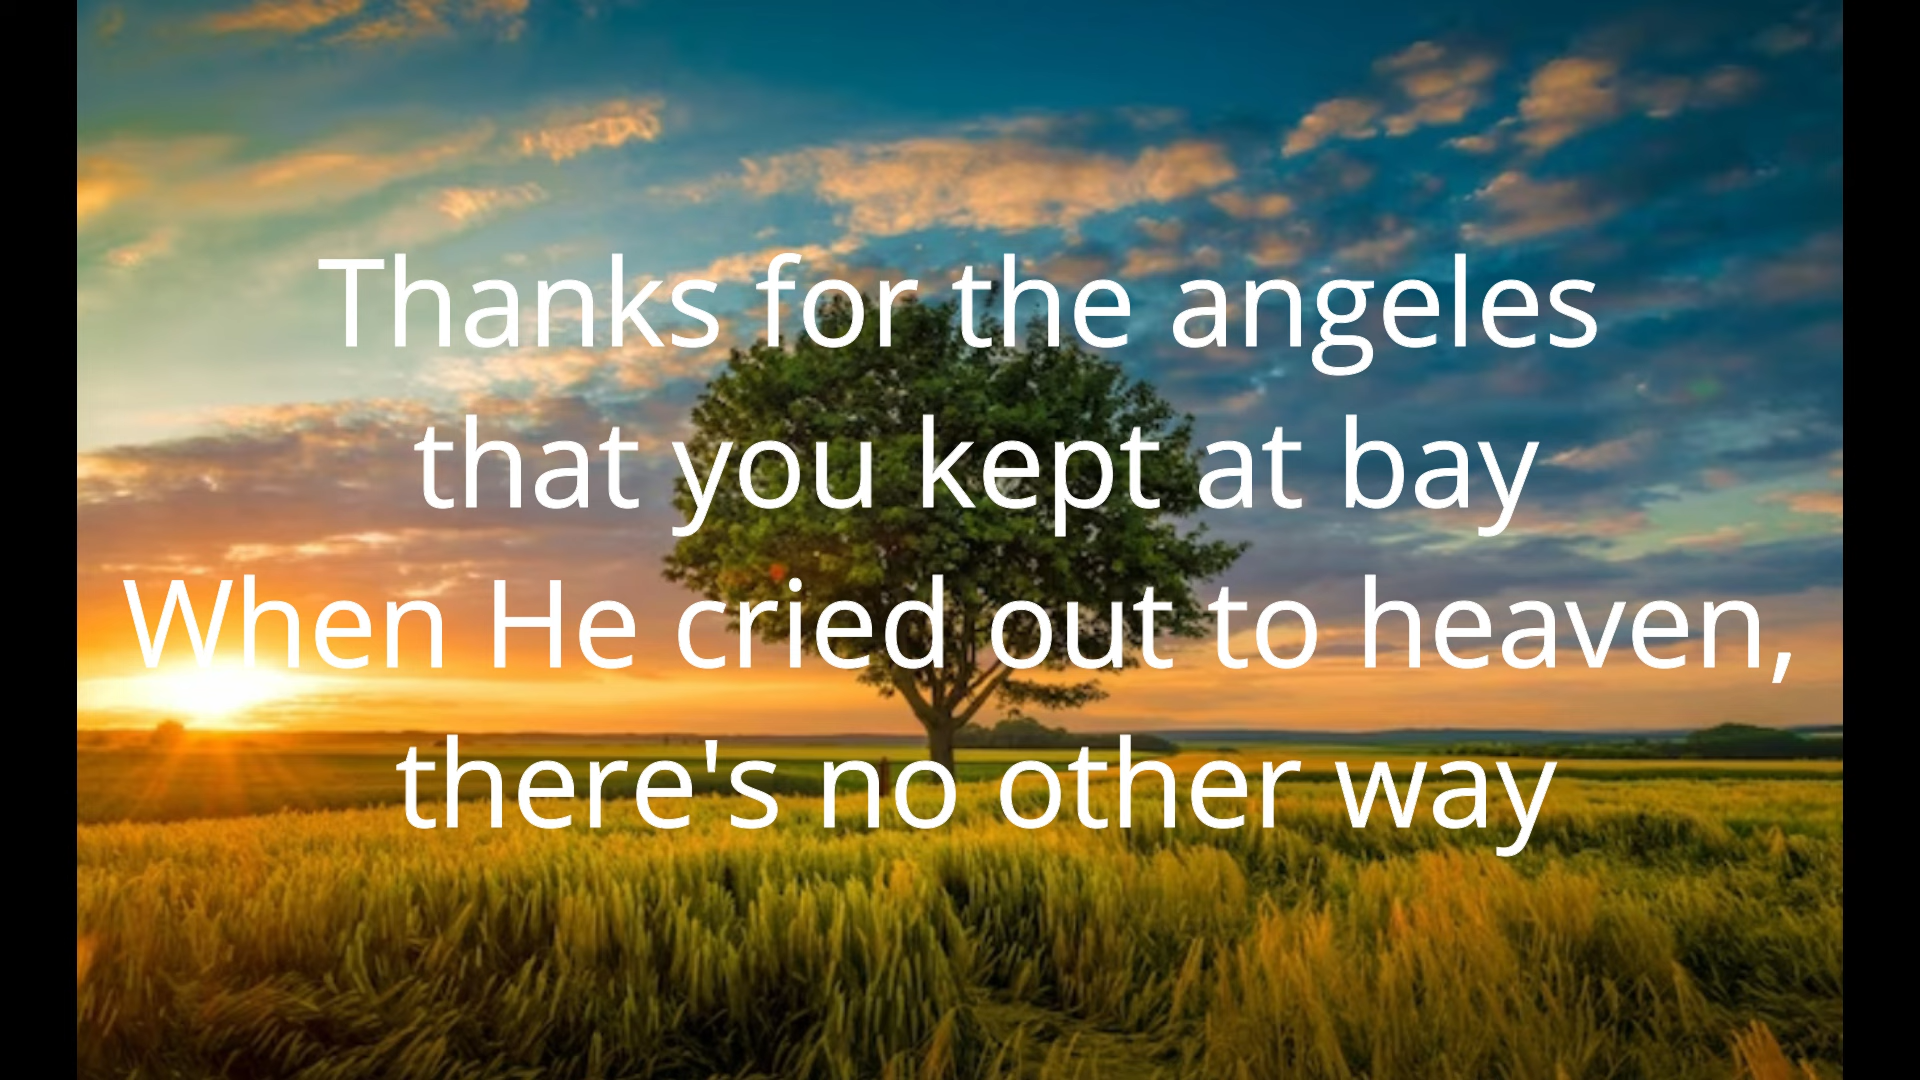 Thanks for the angeles
that you kept at bay
When He cried out to heaven,
there's no other way